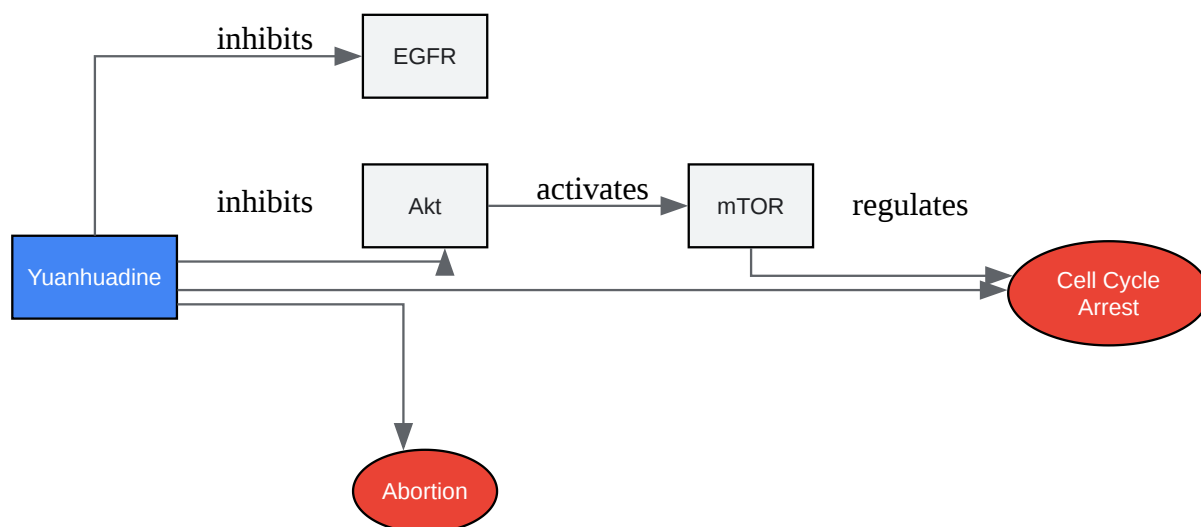 inhibits
EGFR
inhibits
Akt
activates
mTOR
regulates
Yuanhuadine
Cell Cycle
Arrest
Abortion